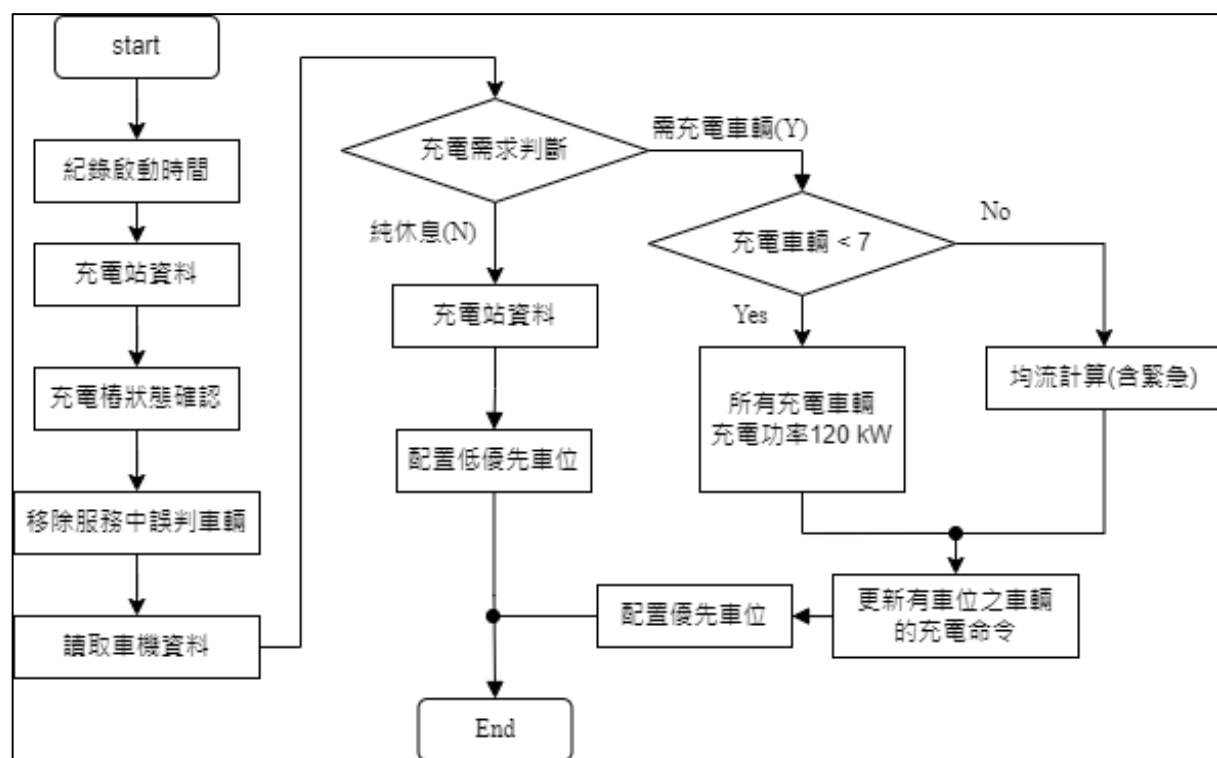 start
紀錄啟動時間
充電站資料
充電樁狀態確認
移除服務中誤判車輛
讀取車機資料
充電需求判斷
需充電車輛(Y)
純休息(N)
充電站資料
配置低優先車位
充電車輛 < 7
No
Yes
所有充電車輛
充電功率120 kW
均流計算(含緊急)
更新有車位之車輛
的充電命令
配置優先車位
End